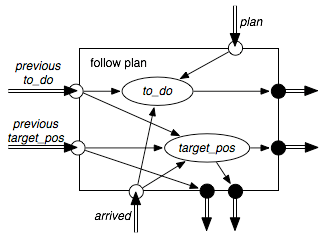 plan
previous
to_do
follow plan
to_do
previous
target_pos
target_pos
arrived